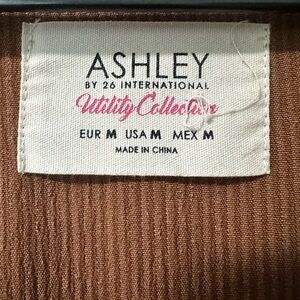 ASHLEY
BY 26 INTERNATIONAL
Utility Collection
EUR M USA M MEX M
MADE IN CHINA